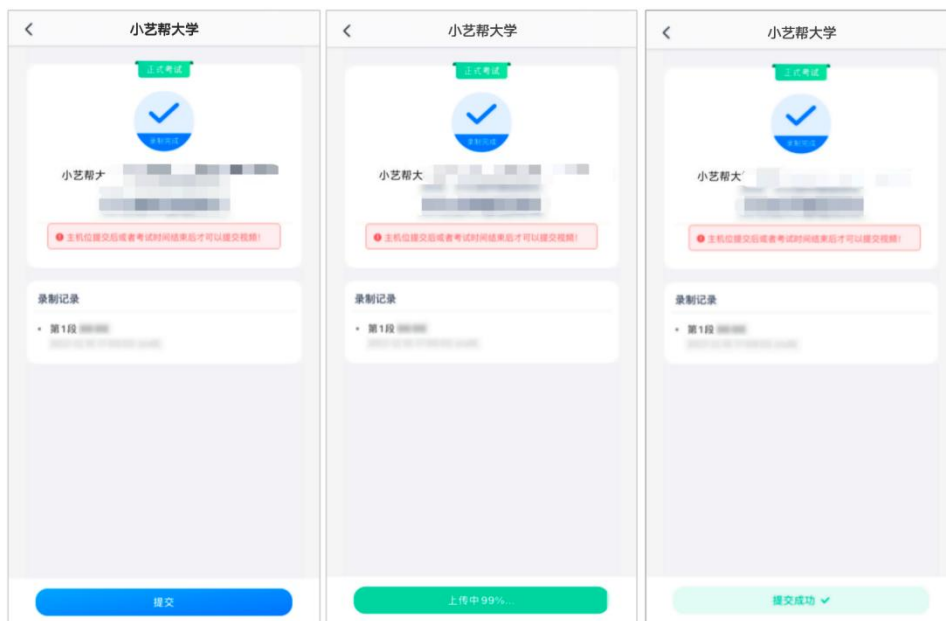 小艺帮大学
正式考试
录制完成
小艺帮大
主机位提交后或者考试时间结束后才可以提交视频!
录制记录
第1段
提交
小艺帮大学
正式考试
录制完成
小艺帮大
主机位提交后或者考试时间结束后才可以提交视频!
录制记录
第1段
上传中 99%...
小艺帮大学
正式考试
录制完成
小艺帮大
主机位提交后或者考试时间结束后才可以提交视频!
录制记录
第1段
提交成功